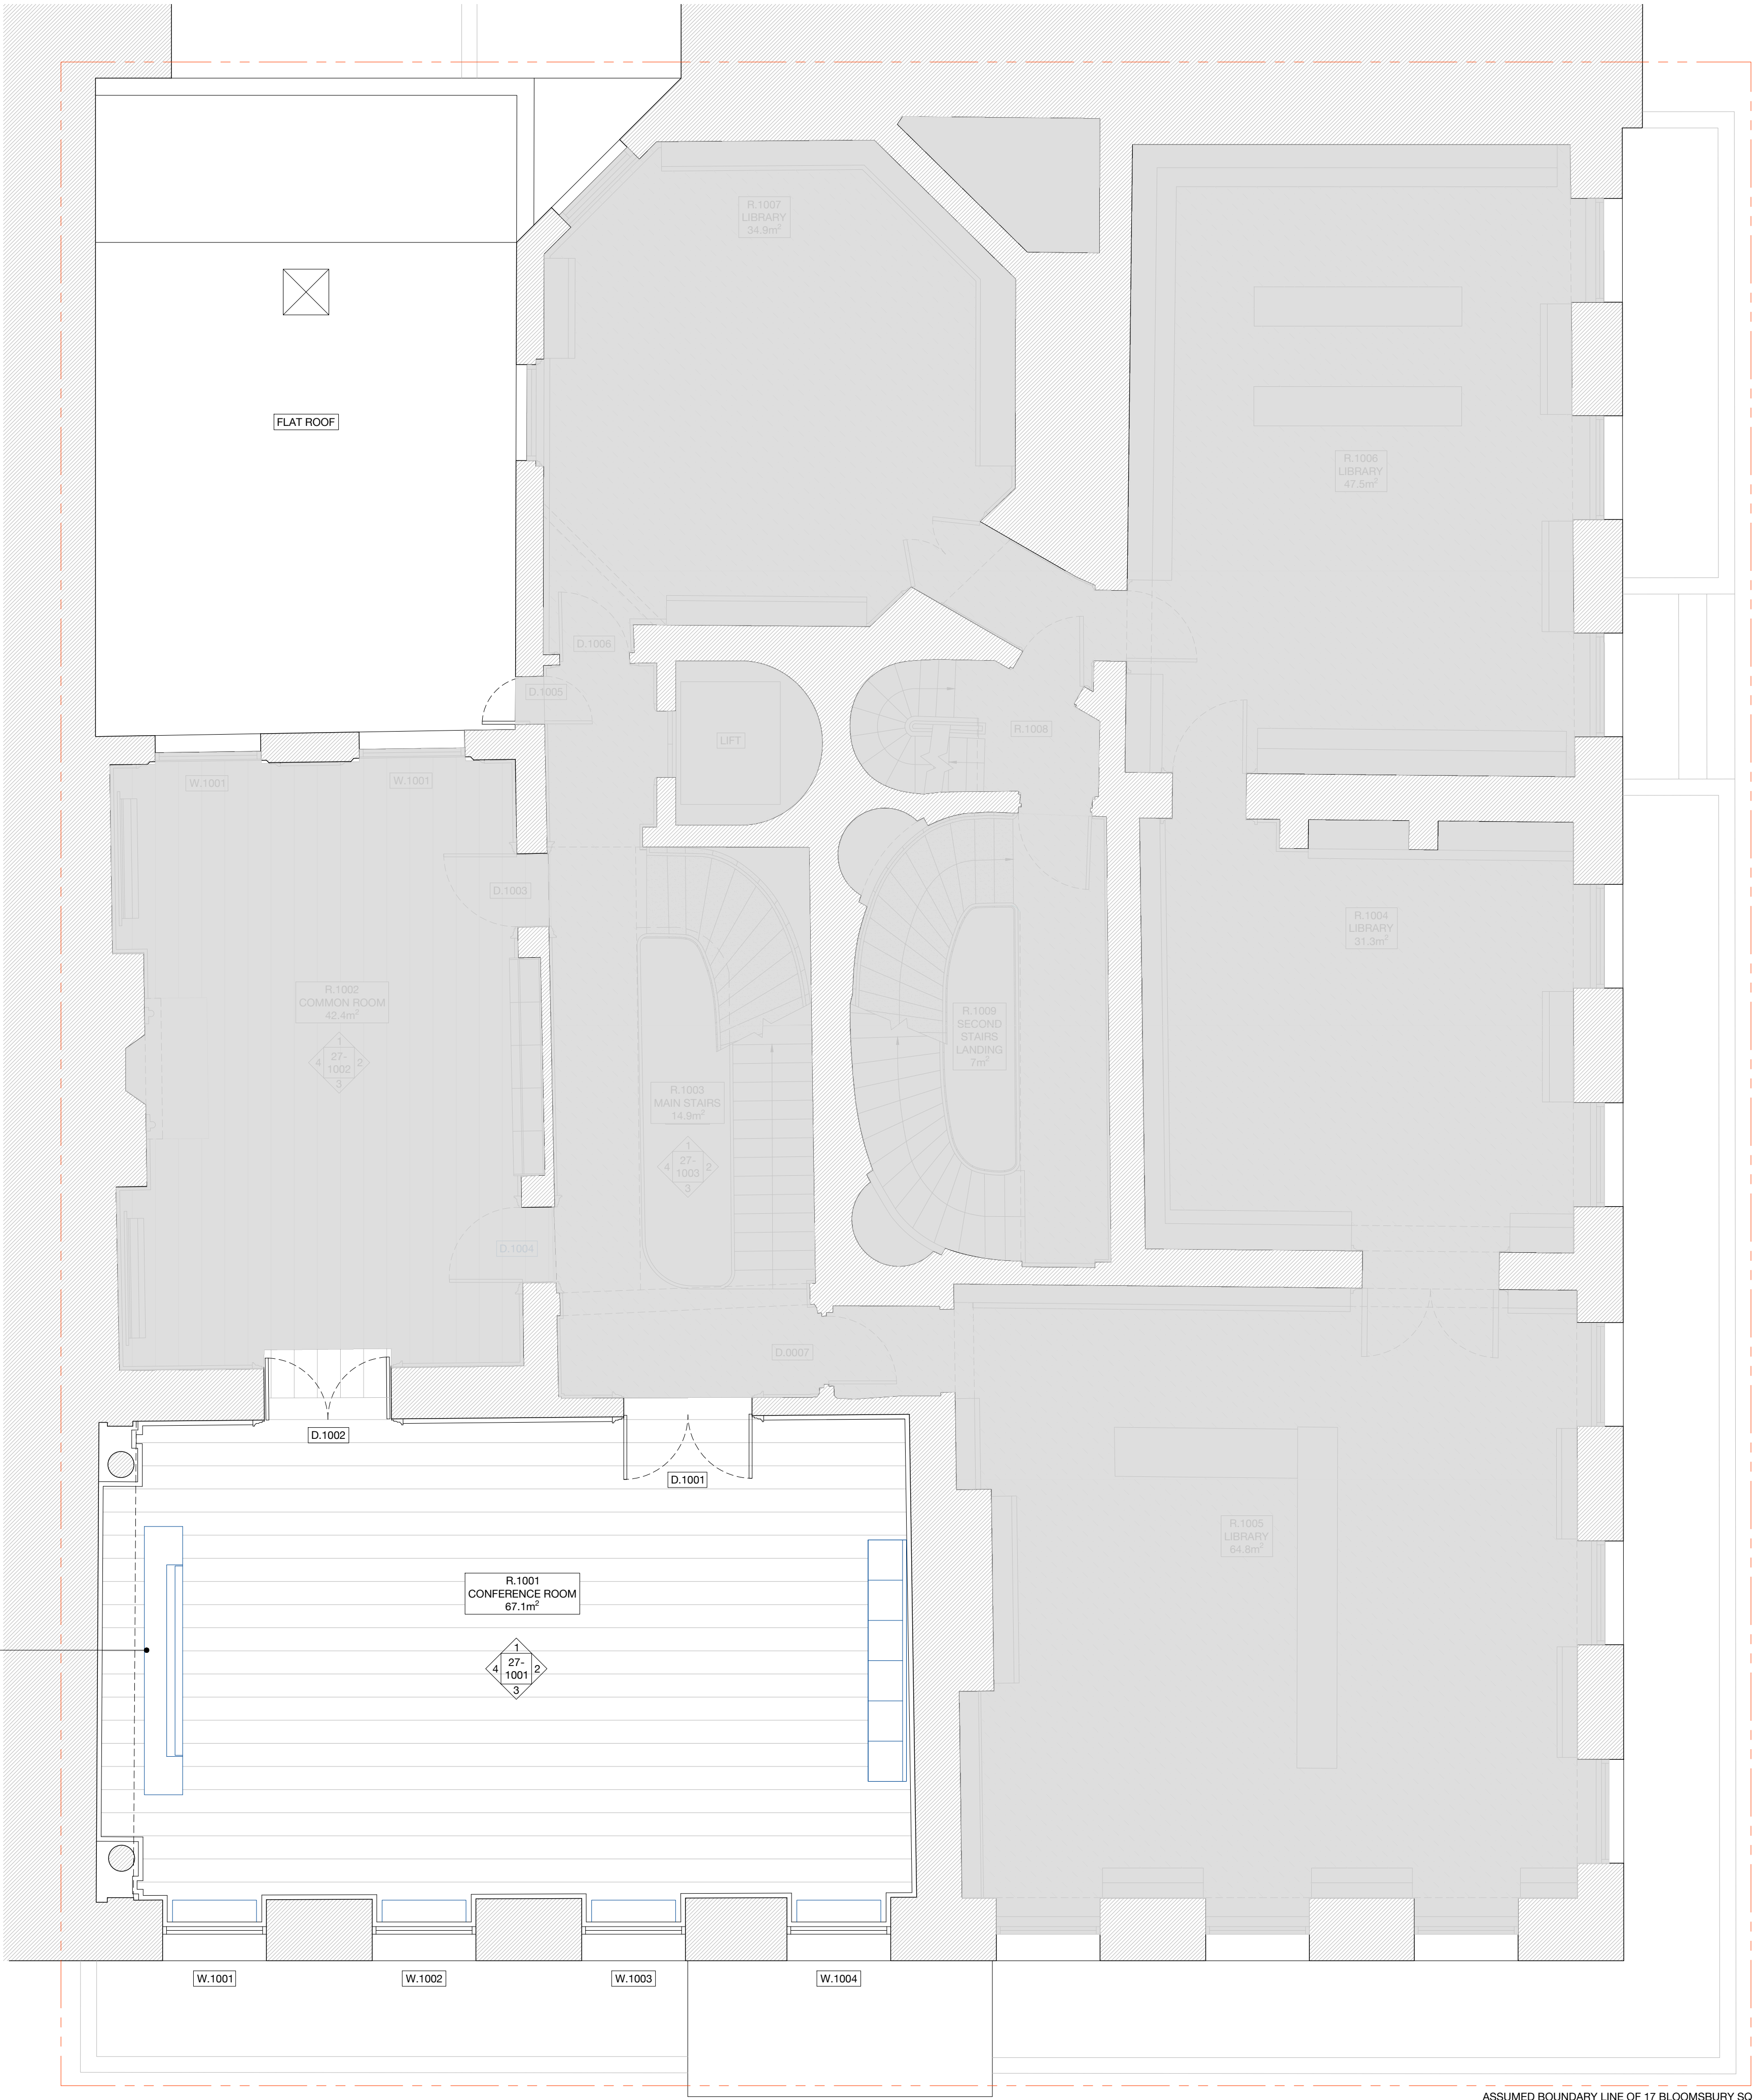 R.1007
LIBRARY
34.9m²
FLAT ROOF
R.1006
LIBRARY
47.5m²
D.1006
D.1005
LIFT
R.1008
W.1001
W.1001
D.1003
R.1004
LIBRARY
31.3m²
R.1002
COMMON ROOM
42.4m²
1
4 27- 2
1002
3
R.1009
SECOND
STAIRS
LANDING
7m²
R.1003
MAIN STAIRS
14.9m²
1
4 27- 2
1003
3
D.1004
D.0007
D.1002
D.1001
R.1005
LIBRARY
64.8m²
R.1001
CONFERENCE ROOM
67.1m²
1
4 27- 2
1001
3
W.1001
W.1002
W.1003
W.1004
ASSUMED BOUNDARY LINE OF 17 BLOOMSBURY SQ